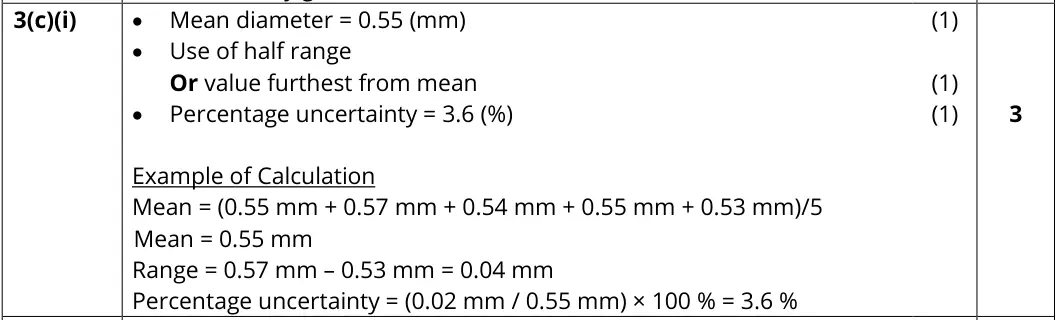 3(c)(i)
• Mean diameter = 0.55 (mm) (1)
• Use of half range
Or value furthest from mean (1)
• Percentage uncertainty = 3.6 (%) (1) 3
Example of Calculation
Mean = (0.55 mm + 0.57 mm + 0.54 mm + 0.55 mm + 0.53 mm)/5
Mean = 0.55 mm
Range = 0.57 mm – 0.53 mm = 0.04 mm
Percentage uncertainty = (0.02 mm / 0.55 mm) × 100 % = 3.6 %